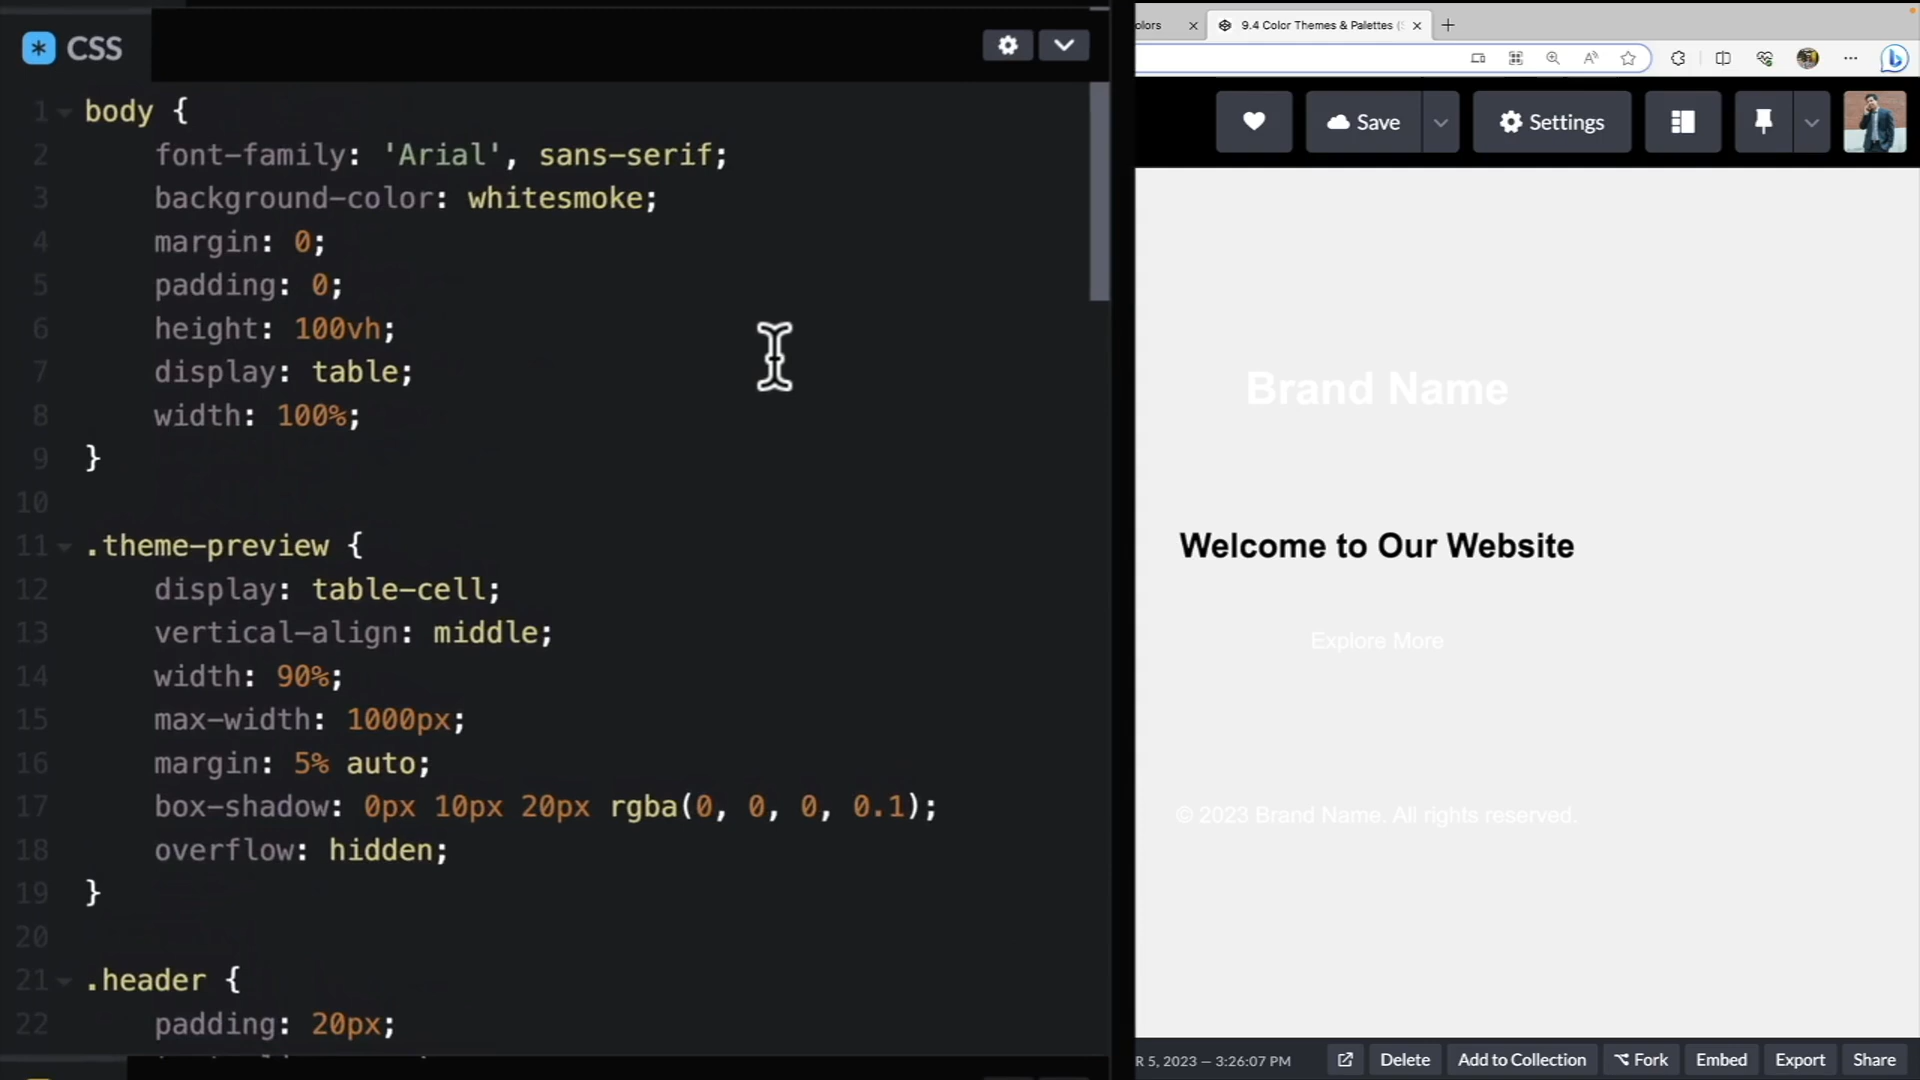 CSS
1 body {
2 font-family: 'Arial', sans-serif;
3 background-color: whitesmoke;
4 margin: 0;
5 padding: 0;
6 height: 100vh;
7 display: table;
8 width: 100%;
9 }
10
11 .theme-preview {
12 display: table-cell;
13 vertical-align: middle;
14 width: 90%;
15 max-width: 1000px;
16 margin: 5% auto;
17 box-shadow: 0px 10px 20px rgba(0, 0, 0, 0.1);
18 overflow: hidden;
19 }
20
21 .header {
22 padding: 20px;
olors
9.4 Color Themes & Palettes (
Save
Settings
Brand Name
Welcome to Our Website
Explore More
© 2023 Brand Name. All rights reserved.
R 5, 2023 — 3:26:07 PM
Delete
Add to Collection
Fork
Embed
Export
Share